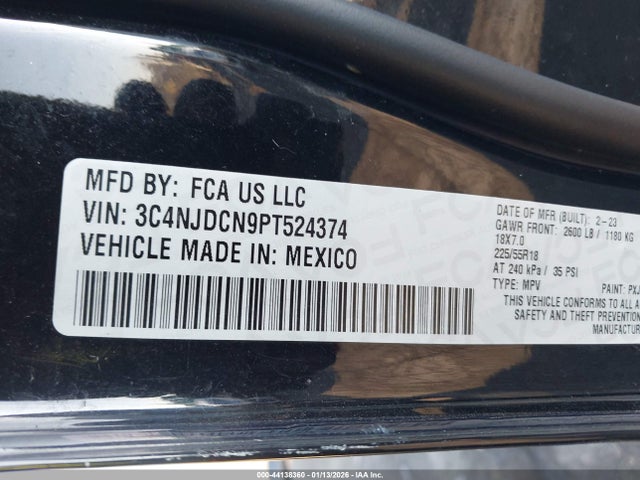 MFD BY: FCA US LLC
VIN: 3C4NJDCN9PT524374
VEHICLE MADE IN: MEXICO
DATE OF MFR (BUILT): 2-23
GAWR FRONT: 2600 LB / 1180 KG
18X7.0
225/55R18
AT 240 kPa / 35 PSI
TYPE: MPV PAINT: PXJ
THIS VEHICLE CONFORMS TO ALL A
SAFETY AND THEFT
MANUFACTUR
000-44138360 - 01/13/2026 - IAA Inc.